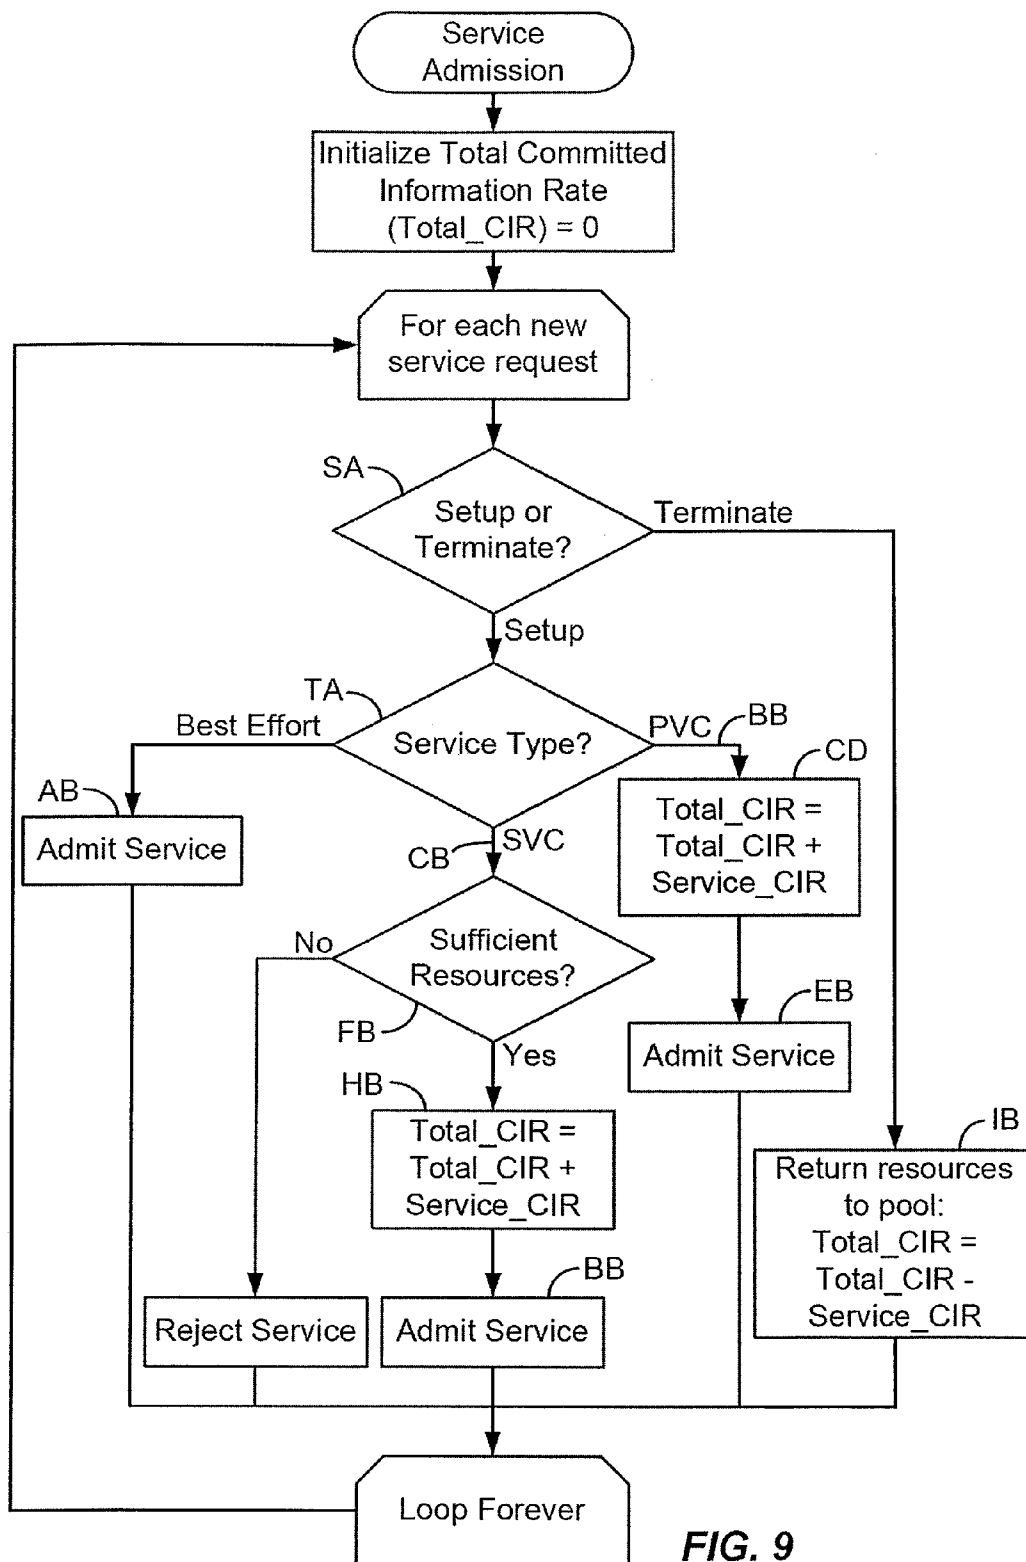 Service
Admission
Initialize Total Committed
Information Rate
(Total_CIR) = 0
For each new
service request
SA
Setup or
Terminate?
Terminate
Setup
TA
Best Effort
Service Type?
PVC
BB
CD
AB
Admit Service
Total_CIR =
Total_CIR +
Service_CIR
CB
SVC
No
Sufficient
Resources?
FB
Yes
EB
Admit Service
HB
Total_CIR =
Total_CIR +
Service_CIR
IB
Return resources
to pool:
Total_CIR =
Total_CIR -
Service_CIR
BB
Reject Service
Admit Service
Loop Forever
FIG. 9